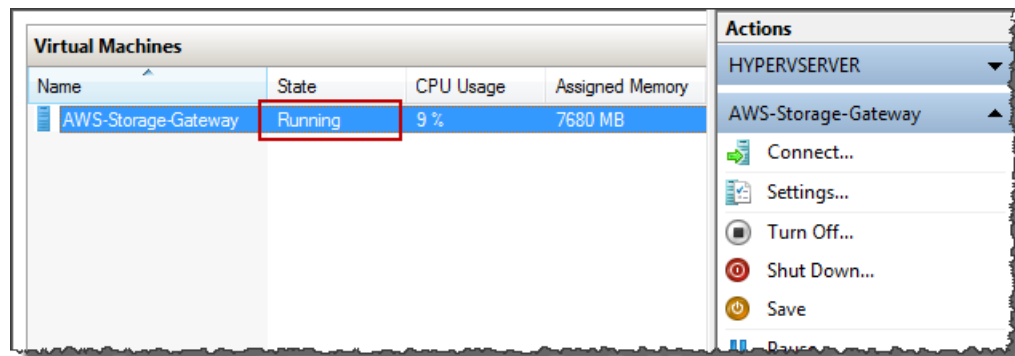 Virtual Machines
Name State CPU Usage Assigned Memory
AWS-Storage-Gateway Running 9 % 7680 MB
Actions
HYPERVSERVER
AWS-Storage-Gateway
Connect...
Settings...
Turn Off...
Shut Down...
Save
Pause